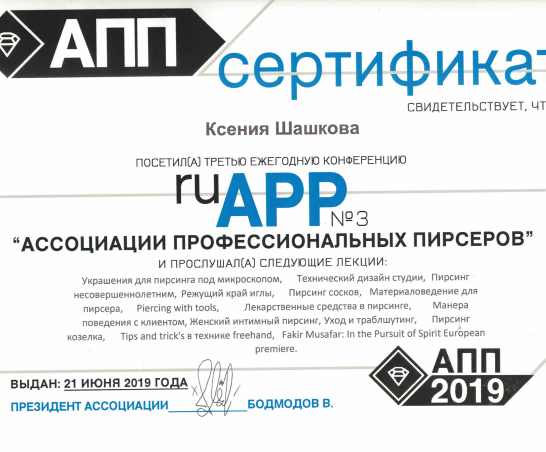 АПП
сертификат
СВИДЕТЕЛЬСТВУЕТ, ЧТ
Ксения Шашкова
ПОСЕТИЛ(А) ТРЕТЬЮ ЕЖЕГОДНУЮ КОНФЕРЕНЦИЮ
ruAPP №3
"АССОЦИАЦИИ ПРОФЕССИОНАЛЬНЫХ ПИРСЕРОВ"
И ПРОСЛУШАЛ(А) СЛЕДУЮЩИЕ ЛЕКЦИИ:
Украшения для пирсинга под микроскопом, Технический дизайн студии, Пирсинг
несовершеннолетним, Режущий край иглы, Пирсинг сосков, Материаловедение для
пирсера, Piercing with tools, Лекарственные средства в пирсинге, Манера
поведения с клиентом, Женский интимный пирсинг, Уход и траблшутинг, Пирсинг
козелка, Tips and trick's в технике freehand, Fakir Musafar: In the Pursuit of Spirit European
premiere.
ВЫДАН: 21 ИЮНЯ 2019 ГОДА
ПРЕЗИДЕНТ АССОЦИАЦИИ БОДМОДОВ В.
АПП
2019